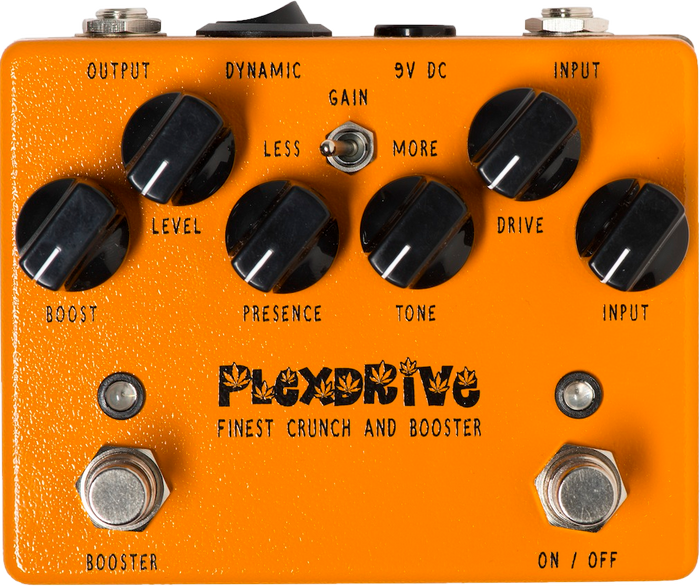 OUTPUT DYNAMIC 9V DC INPUT
GAIN
LESS MORE
LEVEL DRIVE
BOOST PRESENCE TONE INPUT
PLEXDRIVE
FINEST CRUNCH AND BOOSTER
BOOSTER ON / OFF